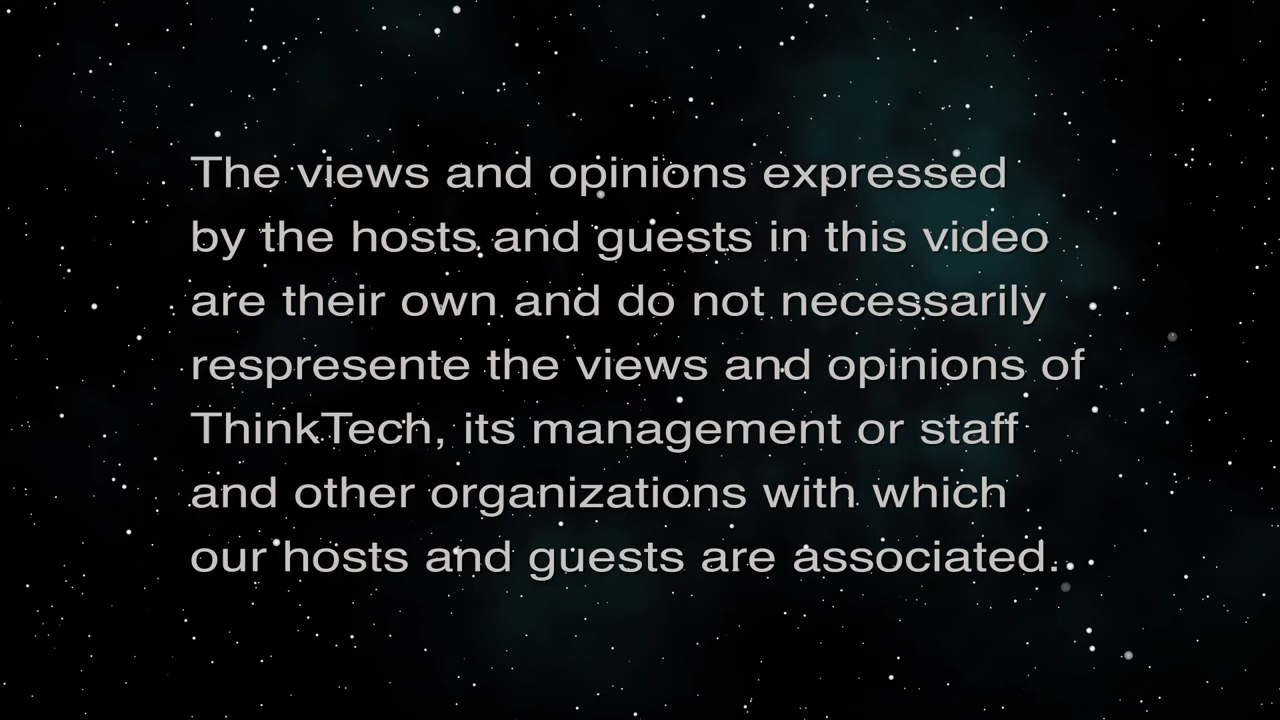 The views and opinions expressed
by the hosts and guests in this video
are their own and do not necessarily
respresente the views and opinions of
ThinkTech, its management or staff
and other organizations with which
our hosts and guests are associated.